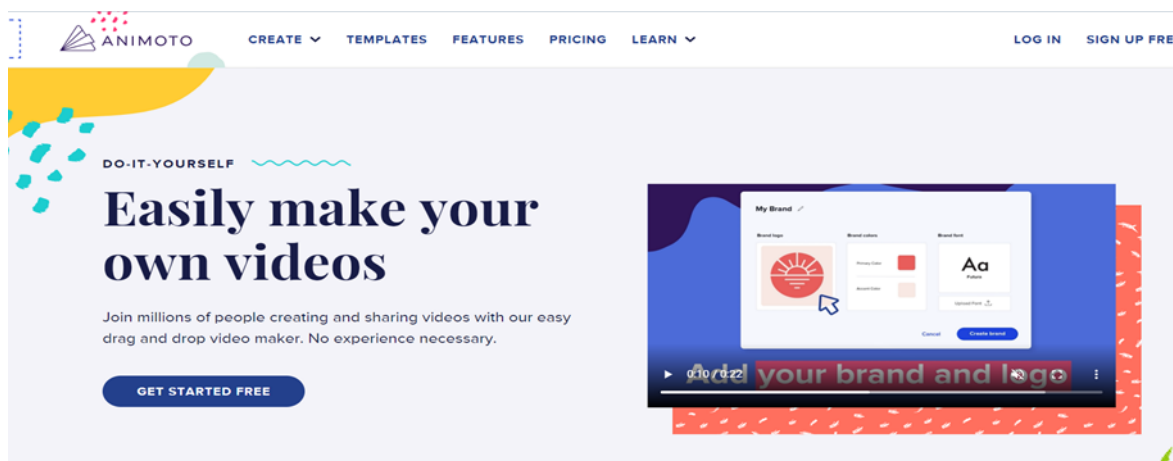 ANIMOTO
CREATE TEMPLATES FEATURES PRICING LEARN
LOG IN SIGN UP FRE
DO-IT-YOURSELF
Easily make your
own videos
Join millions of people creating and sharing videos with our easy
drag and drop video maker. No experience necessary.
GET STARTED FREE
My Brand
Brand logo Brand colors Brand font
Primary Color
Accent Color
Aa
Futura
Upload Font
Cancel Create brand
Add your brand and logo
0:10 / 0:22